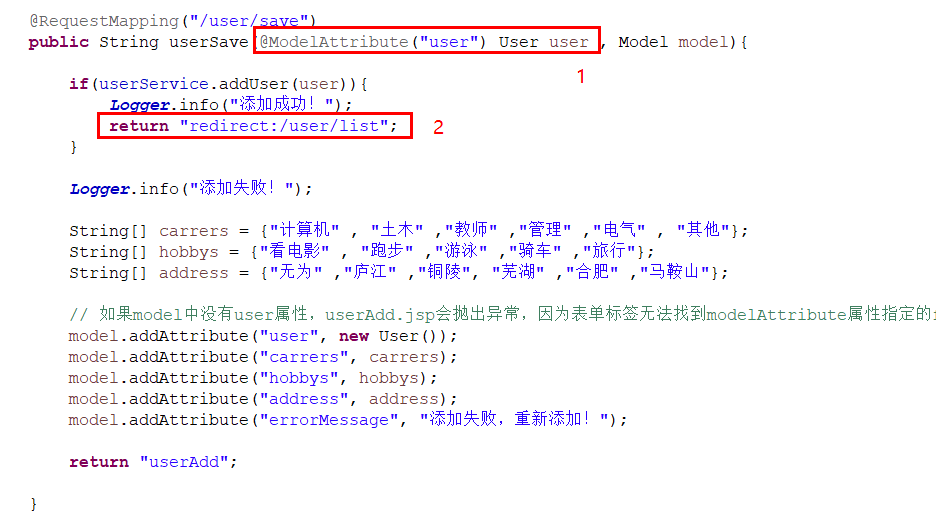 @RequestMapping("/user/save")
public String userSave(@ModelAttribute("user") User user , Model model){
1
if(userService.addUser(user)){
Logger.info("添加成功！");
return "redirect:/user/list";
2
}
Logger.info("添加失败！");
String[] carrers = {"计算机" , "土木" ,"教师" ,"管理" ,"电气" , "其他"};
String[] hobbys = {"看电影" , "跑步" ,"游泳" ,"骑车" ,"旅行"};
String[] address = {"无为" ,"庐江" ,"铜陵", "芜湖" ,"合肥" ,"马鞍山"};
// 如果model中没有user属性，userAdd.jsp会抛出异常，因为表单标签无法找到modelAttribute属性指定的
model.addAttribute("user", new User());
model.addAttribute("carrers", carrers);
model.addAttribute("hobbys", hobbys);
model.addAttribute("address", address);
model.addAttribute("errorMessage", "添加失败，重新添加！");
return "userAdd";
}